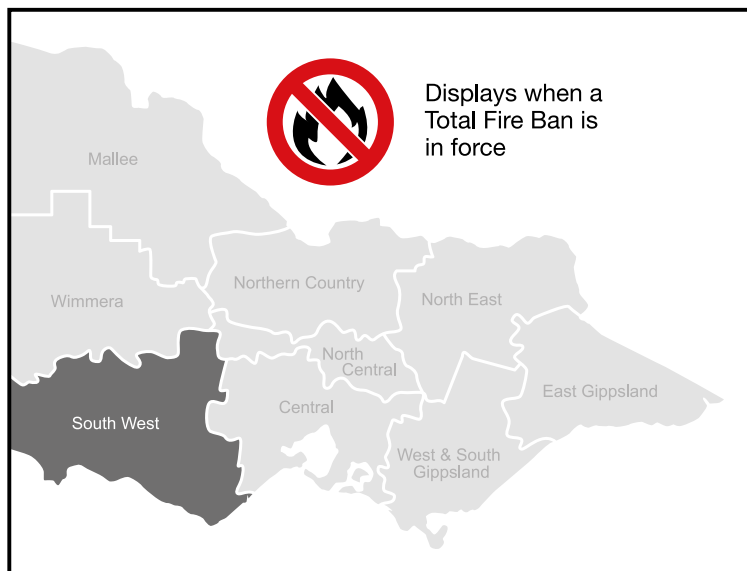 Displays when a
Total Fire Ban is
in force
Mallee
Wimmera
Northern Country
North East
North
Central
East Gippsland
South West
Central
West & South
Gippsland